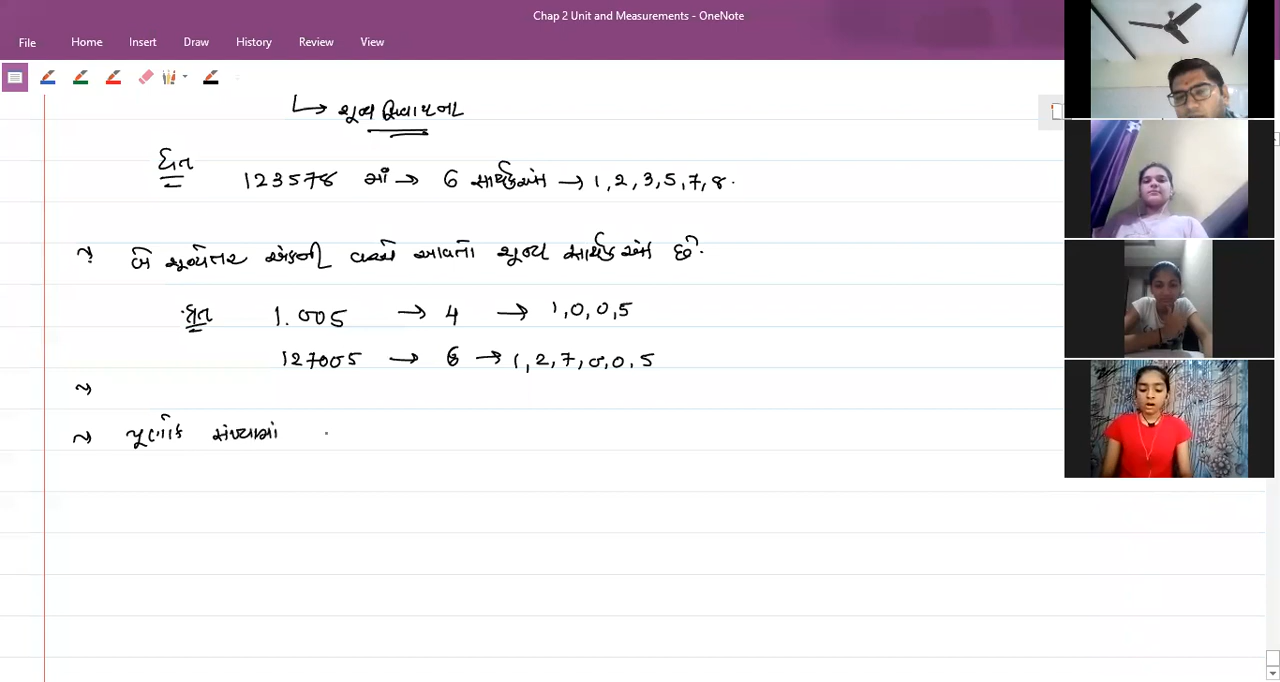 Chap 2 Unit and Measurements - OneNote
File Home Insert Draw History Review View
↳ શૂન્ય સિવાયના
દા.ત 123578 માં → 6 સાર્થક અંક → 1, 2, 3, 5, 7, 8.
~ બે શૂન્યેતર અંકની વચ્ચે આવતા શૂન્ય સાર્થક અંક છે.
દા.ત 1.005 → 4 → 1, 0, 0, 5
127005 → 6 → 1, 2, 7, 0, 0, 5
~
~ પૂર્ણાંક સંખ્યામાં